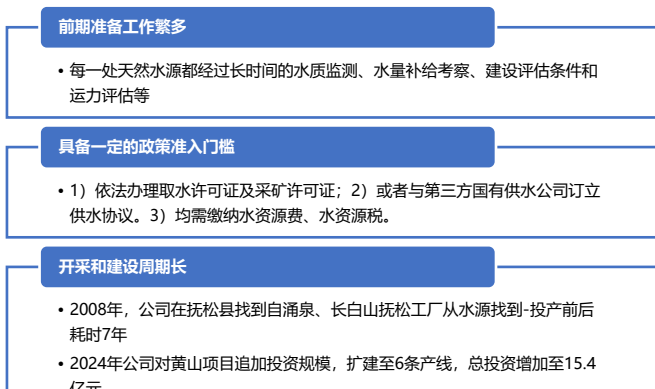 前期准备工作繁多
• 每一处天然水源都经过长时间的水质监测、水量补给考察、建设评估条件和
运力评估等
具备一定的政策准入门槛
• 1）依法办理取水许可证及采矿许可证；2）或者与第三方国有供水公司订立
供水协议。3）均需缴纳水资源费、水资源税。
开采和建设周期长
• 2008年，公司在抚松县找到自涌泉、长白山抚松工厂从水源找到-投产前后
耗时7年
• 2024年公司对黄山项目追加投资规模，扩建至6条产线，总投资增加至15.4
亿元